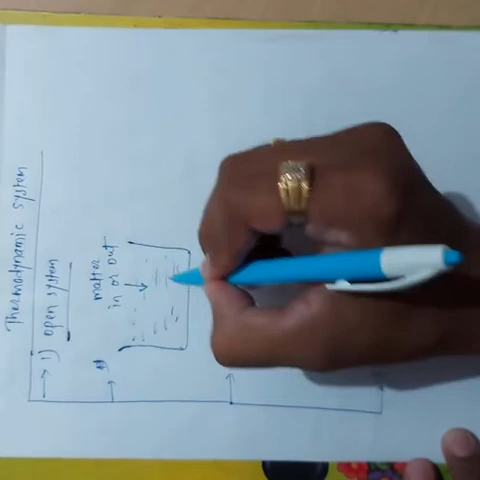 Thermodynamic system
1) open system
matter
in or out